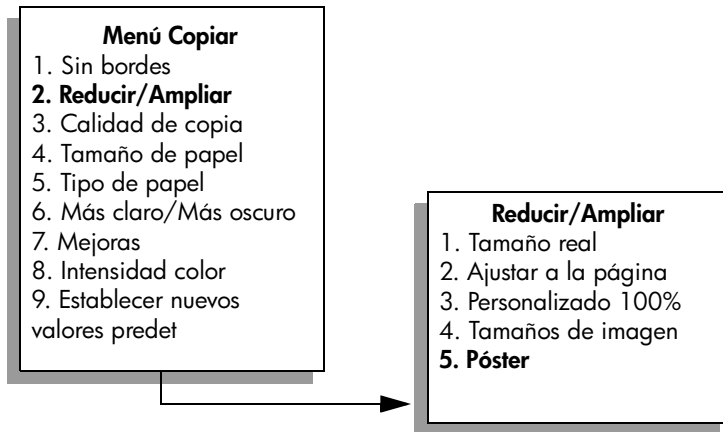 Menú Copiar
1. Sin bordes
2. Reducir/Ampliar
3. Calidad de copia
4. Tamaño de papel
5. Tipo de papel
6. Más claro/Más oscuro
7. Mejoras
8. Intensidad color
9. Establecer nuevos
valores predet
Reducir/Ampliar
1. Tamaño real
2. Ajustar a la página
3. Personalizado 100%
4. Tamaños de imagen
5. Póster